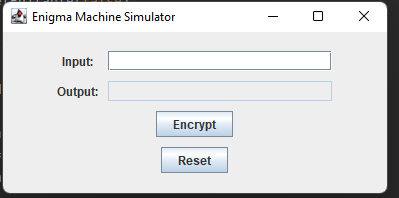 Enigma Machine Simulator
Input:
Output:
Encrypt
Reset